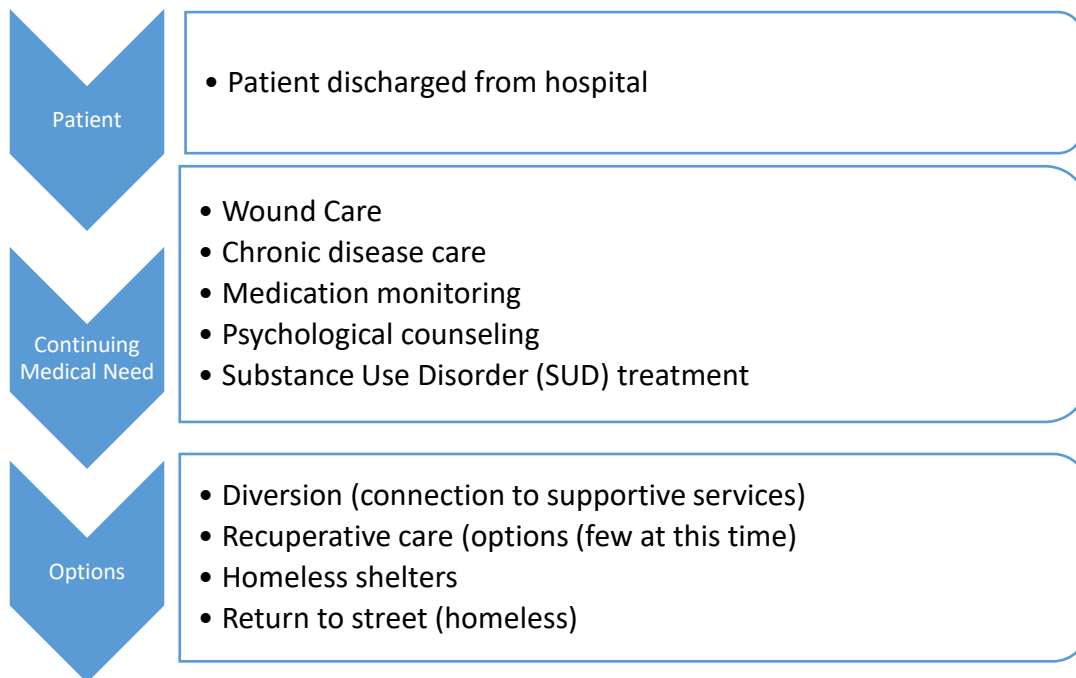 Patient
• Patient discharged from hospital
Continuing
Medical Need
• Wound Care
• Chronic disease care
• Medication monitoring
• Psychological counseling
• Substance Use Disorder (SUD) treatment
Options
• Diversion (connection to supportive services)
• Recuperative care (options (few at this time)
• Homeless shelters
• Return to street (homeless)